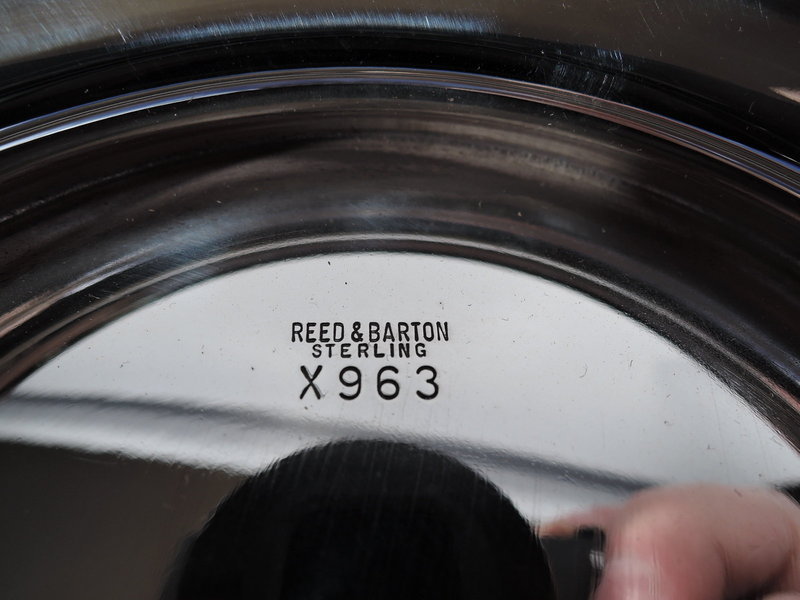 REED & BARTON
STERLING
X963